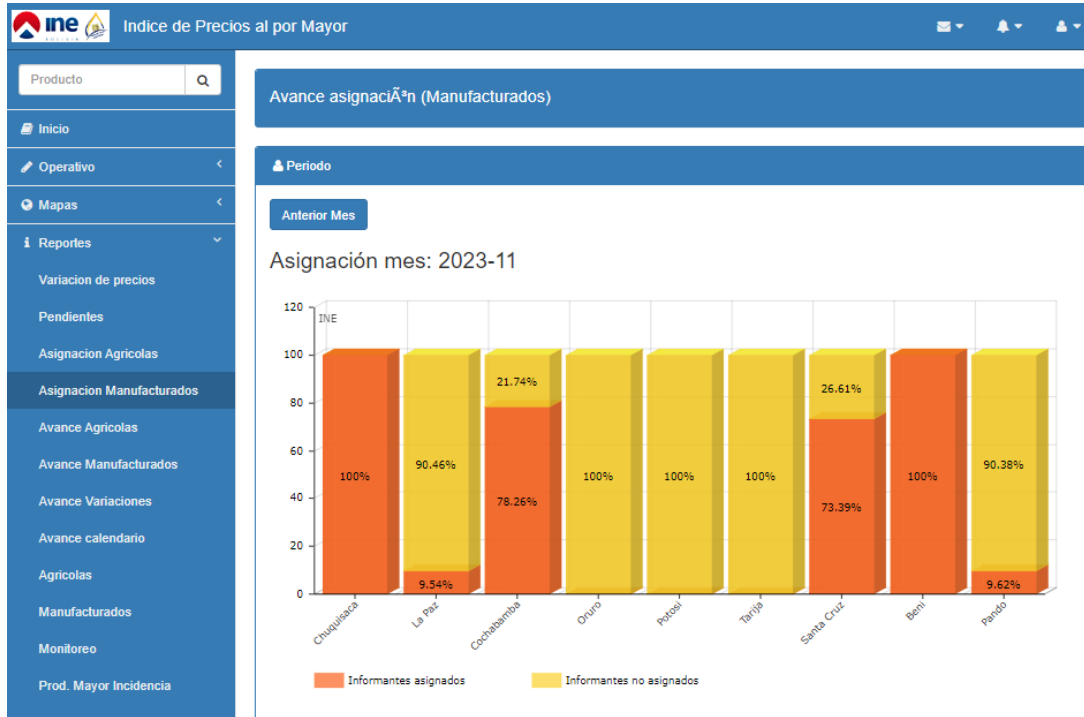 ine
BOLIVIA
Indice de Precios al por Mayor
Producto
Inicio
Operativo
Mapas
Reportes
Variacion de precios
Pendientes
Asignacion Agricolas
Asignacion Manufacturados
Avance Agricolas
Avance Manufacturados
Avance Variaciones
Avance calendario
Agricolas
Manufacturados
Monitoreo
Prod. Mayor Incidencia
Avance asignaciÃ³n (Manufacturados)
Periodo
Anterior Mes
Asignación mes: 2023-11
INE
120
100
80
60
40
20
0
100%
90.46%
9.54%
21.74%
78.26%
100%
100%
100%
26.61%
73.39%
100%
90.38%
9.62%
Chuquisaca
La Paz
Cochabamba
Oruro
Potosi
Tarija
Santa Cruz
Beni
Pando
Informantes asignados
Informantes no asignados